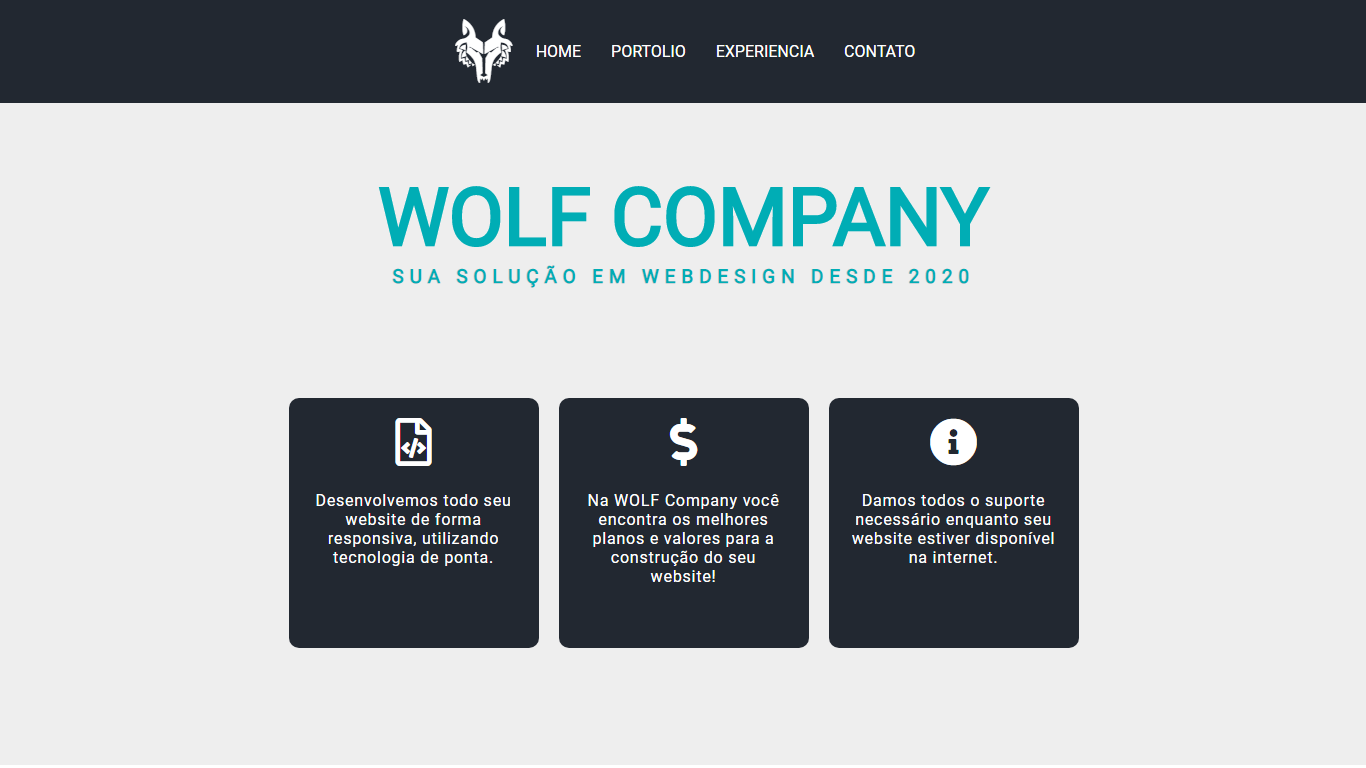 HOME PORTOLIO EXPERIENCIA CONTATO
WOLF COMPANY
SUA SOLUÇÃO EM WEBDESIGN DESDE 2020
Desenvolvemos todo seu
website de forma
responsiva, utilizando
tecnologia de ponta.
Na WOLF Company você
encontra os melhores
planos e valores para a
construção do seu
website!
Damos todos o suporte
necessário enquanto seu
website estiver disponível
na internet.